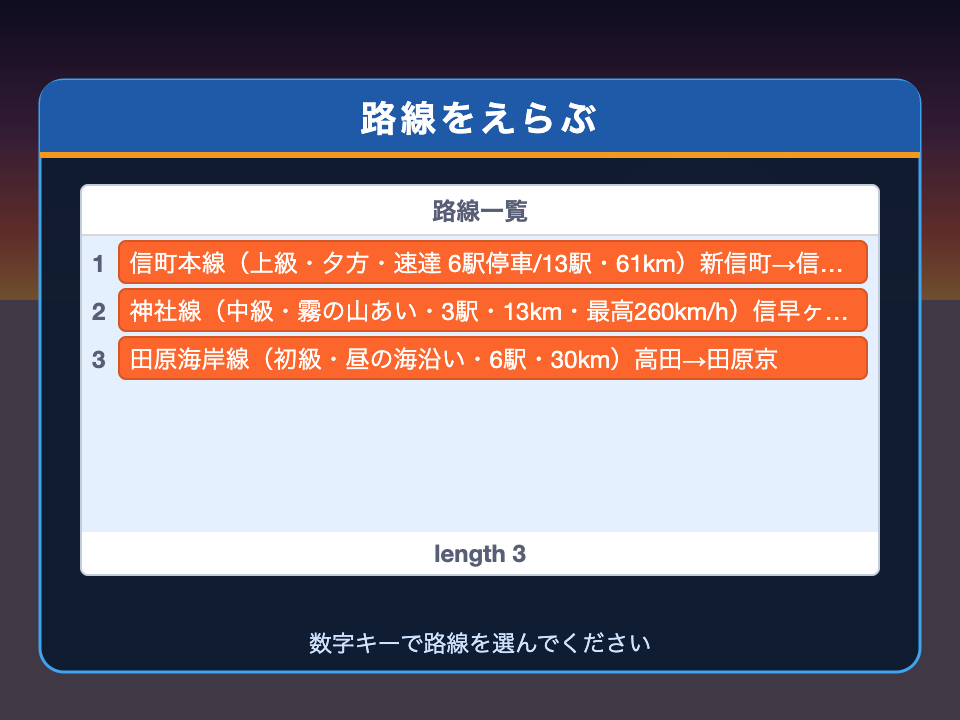 路線をえらぶ
路線一覧
1 信町本線（上級・夕方・速達 6駅停車/13駅・61km）新信町→信…
2 神社線（中級・霧の山あい・3駅・13km・最高260km/h）信早ヶ…
3 田原海岸線（初級・昼の海沿い・6駅・30km）高田→田原京
length 3
数字キーで路線を選んでください